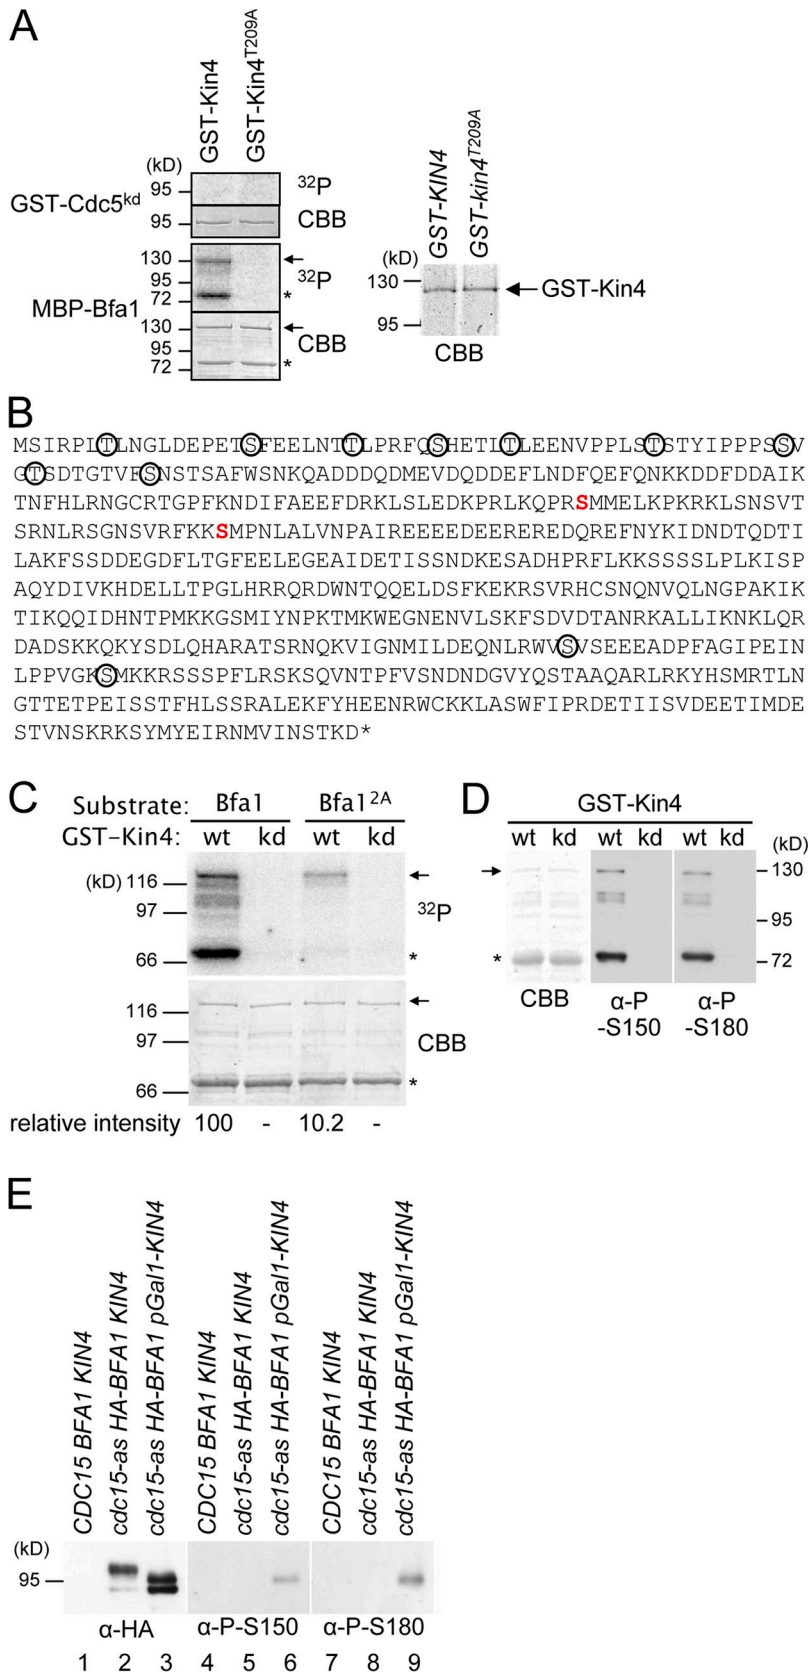 A
GST-Kin4
GST-Kin4T209A
(kD)
GST-Cdc5kd
95
32P
95
CBB
MBP-Bfa1
130
95
72
32P
*
130
95
72
CBB
*
GST-KIN4
GST-kin4T209A
(kD)
130
95
GST-Kin4
CBB
B
MSIRPLTLNGLDEPETSFEELNTTLPRFQSHETITLEENVPPLSTSTYIPPPSSV
GTSDTGTVFSNSTSAFWSNKQADDDQDMEVDQDDEFLNDFQEFQNKKDDFDDAIK
TNFHLRNGCRTGPFKNDIFAEEFDRKLSLEDKPRLKQPRSMMELKPKRKLSNSVT
SRNLRSGNSVRFKKSMPNLALVNPAIREEEEDEEREREDQREFNYKIDNDTQDTI
LAKFSSDDEGDFLTGFEELEGEAIDETISSNDKESADHPRFLKKSSSSLPLKISP
AQYDIVKHDELLTPGLHRRQRDWNTQQELDSFKEKRSVRHCSNQNVQLNGPAKIK
TIKQQIDHNTPMKKGSMIYNPKTMKWEGNENVLSKFSDVDTANRKALLIKNKLQR
DADSKKQKYSDLQHARATSRNQKVIGNMILDEQNLRWVSVSEEEADPFAGIPEIN
LPPVGKSMKKRSSSPFLRSKSQVNTPFVSNDNDGVYQSTAAQARLRKYHSMRTLN
GTTETPEISSTFHLSSRALEKFYHEENRWCKKLASWFIPRDETIISVDEETIMDE
STVNSKRKSYMYEIRNMVINSTKD*
C
Substrate: Bfa1 Bfa12A
GST-Kin4: wt kd wt kd
(kD) 116
97
66
32P
*
116
97
66
CBB
*
relative intensity 100 - 10.2 -
D
GST-Kin4
wt kd wt kd wt kd
(kD)
130
95
72
*
CBB
α-P
-S150
α-P
-S180
E
CDC15 BFA1 KIN4
cdc15-as HA-BFA1 KIN4
cdc15-as HA-BFA1 pGal1-KIN4
CDC15 BFA1 KIN4
cdc15-as HA-BFA1 KIN4
cdc15-as HA-BFA1 pGal1-KIN4
CDC15 BFA1 KIN4
cdc15-as HA-BFA1 KIN4
cdc15-as HA-BFA1 pGal1-KIN4
(kD)
95
α-HA α-P-S150 α-P-S180
1 2 3 4 5 6 7 8 9